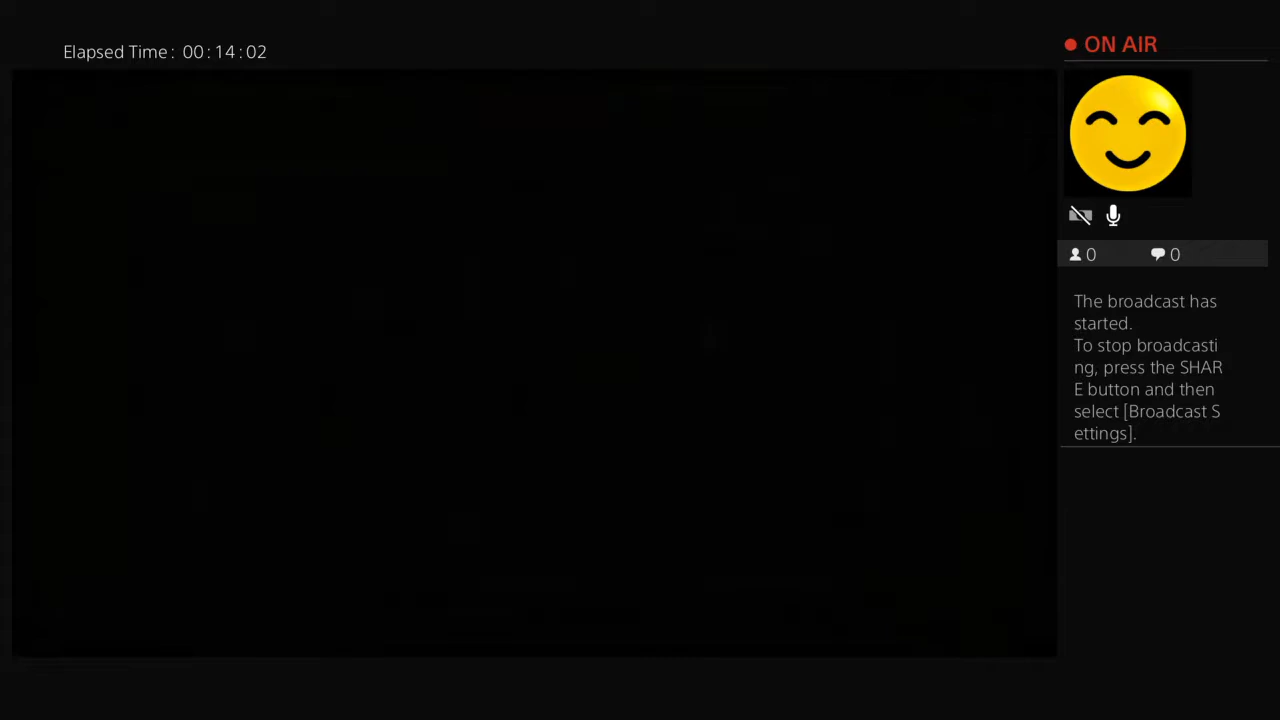 Elapsed Time: 00:14:02
ON AIR
0 0
The broadcast has
started.
To stop broadcasti
ng, press the SHAR
E button and then
select [Broadcast S
ettings].